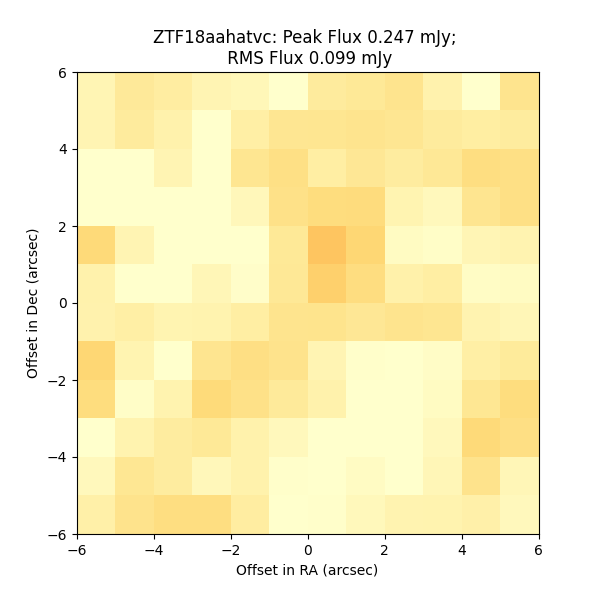 ZTF18aahatvc: Peak Flux 0.247 mJy;
RMS Flux 0.099 mJy
6
4
2
0
−2
−4
−6
Offset in Dec (arcsec)
−6 −4 −2 0 2 4 6
Offset in RA (arcsec)